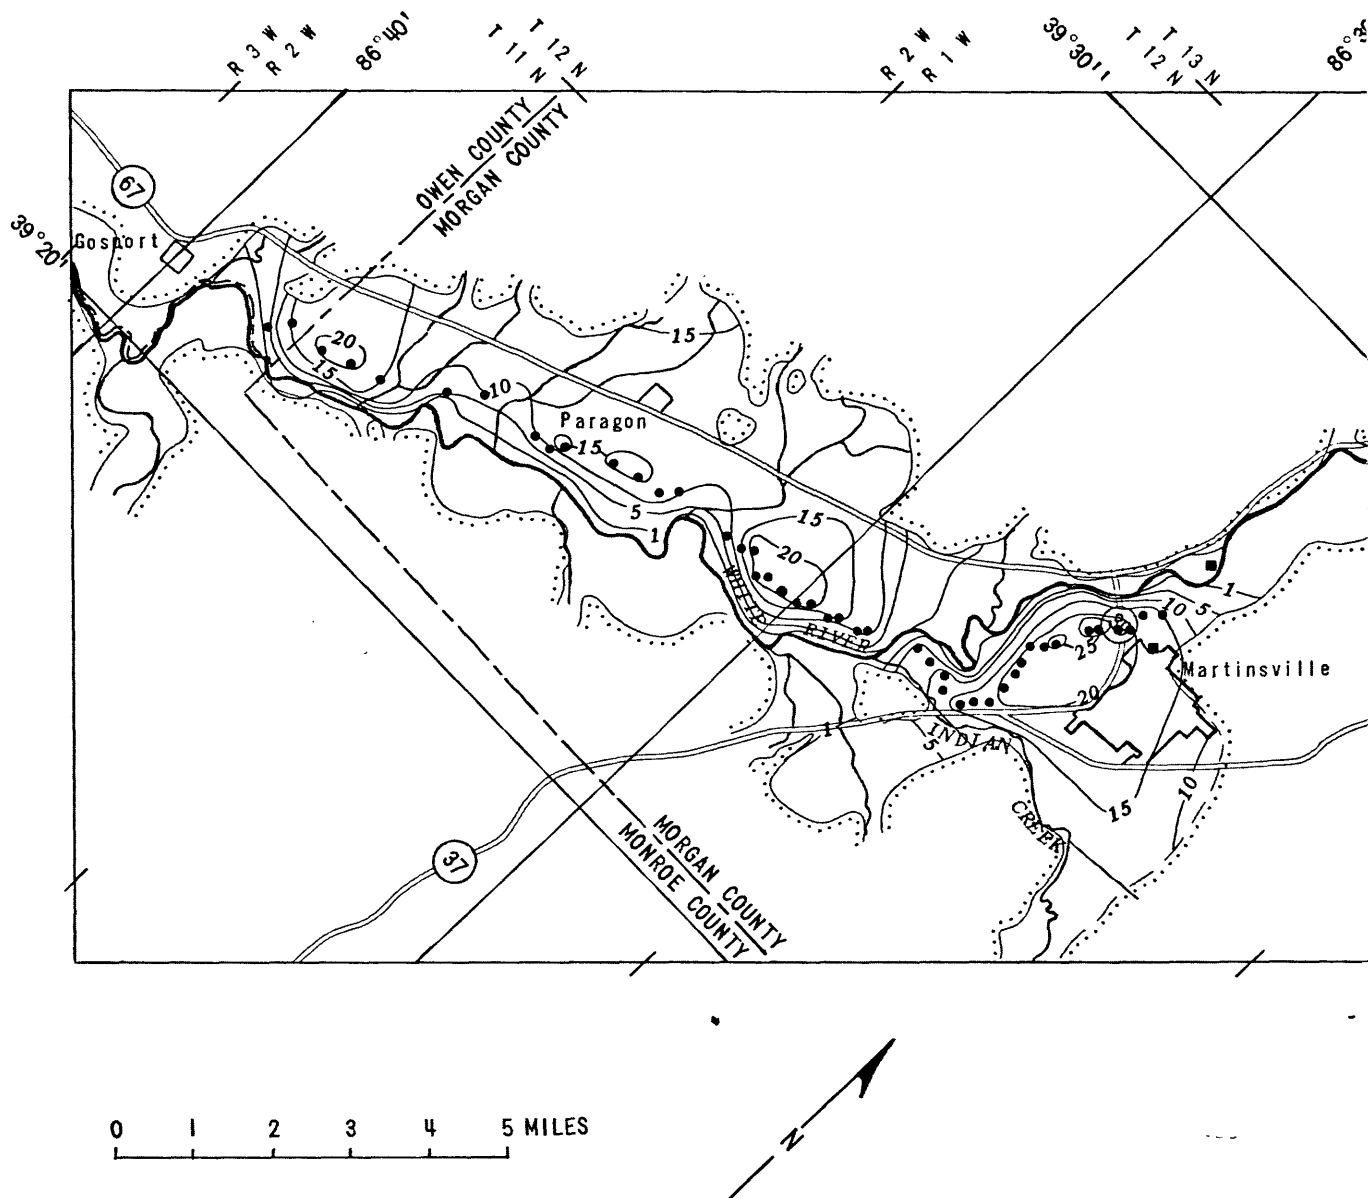 R 3 W
R 2 W
86°40'
T 12 N
T 11 N
R 2 W
R 1 W
39°30'
T 13 N
T 12 N
OWEN COUNTY
MORGAN COUNTY
67
39°20'
Gosport
20
15
15
10
Paragon
15
5
1
15
20
WHITE RIVER
1
5
10
25
20
Martinsville
1
INDIAN CREEK
5
15
10
37
MORGAN COUNTY
MONROE COUNTY
0 1 2 3 4 5 MILES
N